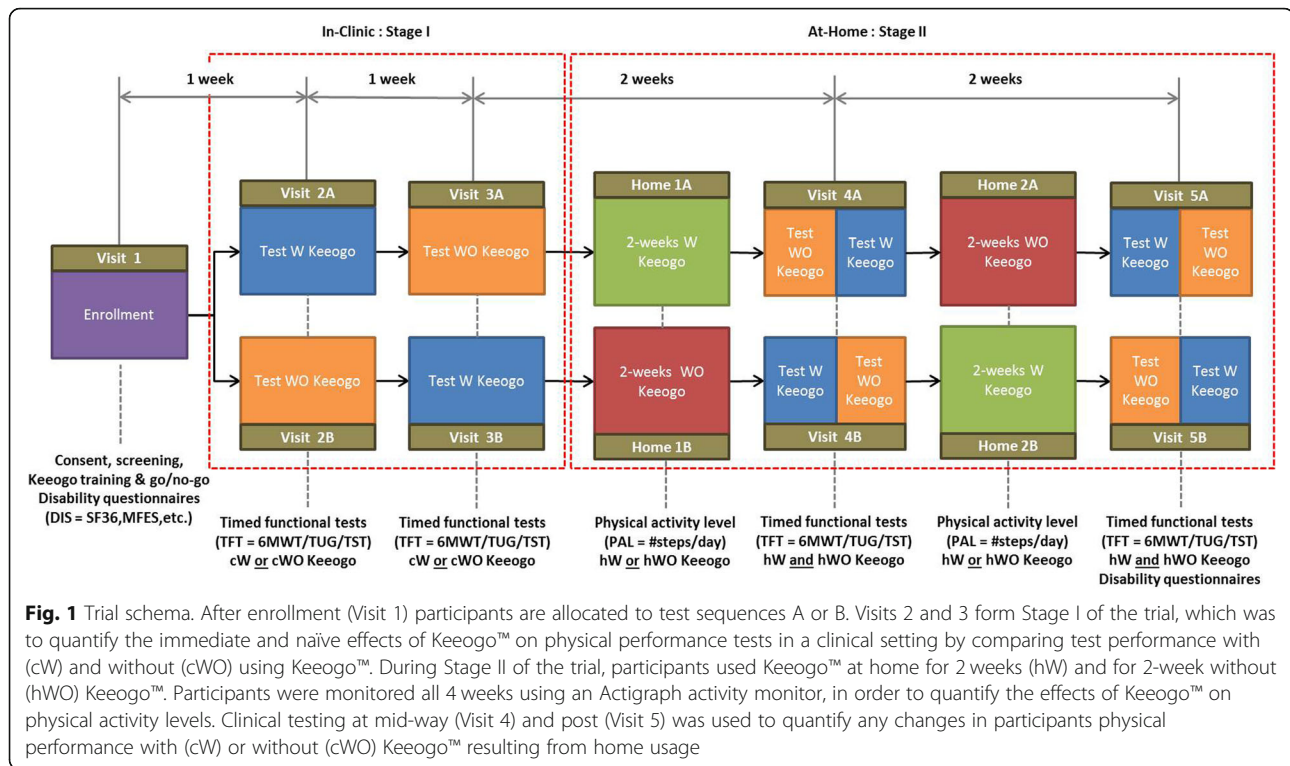 In-Clinic : Stage I
At-Home : Stage II
1 week
1 week
2 weeks
2 weeks
Visit 1
Enrollment
Consent, screening,
Keeogo training & go/no-go
Disability questionnaires
(DIS = SF36,MFES,etc.)
Visit 2A
Test W Keeogo
Visit 3A
Test WO Keeogo
Home 1A
2-weeks W
Keeogo
Visit 4A
Test
WO
Keeogo
Test W
Keeogo
Home 2A
2-weeks WO
Keeogo
Visit 5A
Test W
Keeogo
Test
WO
Keeogo
Test WO Keeogo
Visit 2B
Test W Keeogo
Visit 3B
2-weeks WO
Keeogo
Home 1B
Test W
Keeogo
Test
WO
Keeogo
Visit 4B
2-weeks W
Keeogo
Home 2B
Test
WO
Keeogo
Test W
Keeogo
Visit 5B
Timed functional tests
(TFT = 6MWT/TUG/TST)
cW or cWO Keeogo
Timed functional tests
(TFT = 6MWT/TUG/TST)
cW or cWO Keeogo
Physical activity level
(PAL = #steps/day)
hW or hWO Keeogo
Timed functional tests
(TFT = 6MWT/TUG/TST)
hW and hWO Keeogo
Physical activity level
(PAL = #steps/day)
hW or hWO Keeogo
Timed functional tests
(TFT = 6MWT/TUG/TST)
hW and hWO Keeogo
Disability questionnaires
Fig. 1 Trial schema. After enrollment (Visit 1) participants are allocated to test sequences A or B. Visits 2 and 3 form Stage I of the trial, which was
to quantify the immediate and naïve effects of Keeogo™ on physical performance tests in a clinical setting by comparing test performance with
(cW) and without (cWO) using Keeogo™. During Stage II of the trial, participants used Keeogo™ at home for 2 weeks (hW) and for 2-week without
(hWO) Keeogo™. Participants were monitored all 4 weeks using an Actigraph activity monitor, in order to quantify the effects of Keeogo™ on
physical activity levels. Clinical testing at mid-way (Visit 4) and post (Visit 5) was used to quantify any changes in participants physical
performance with (cW) or without (cWO) Keeogo™ resulting from home usage